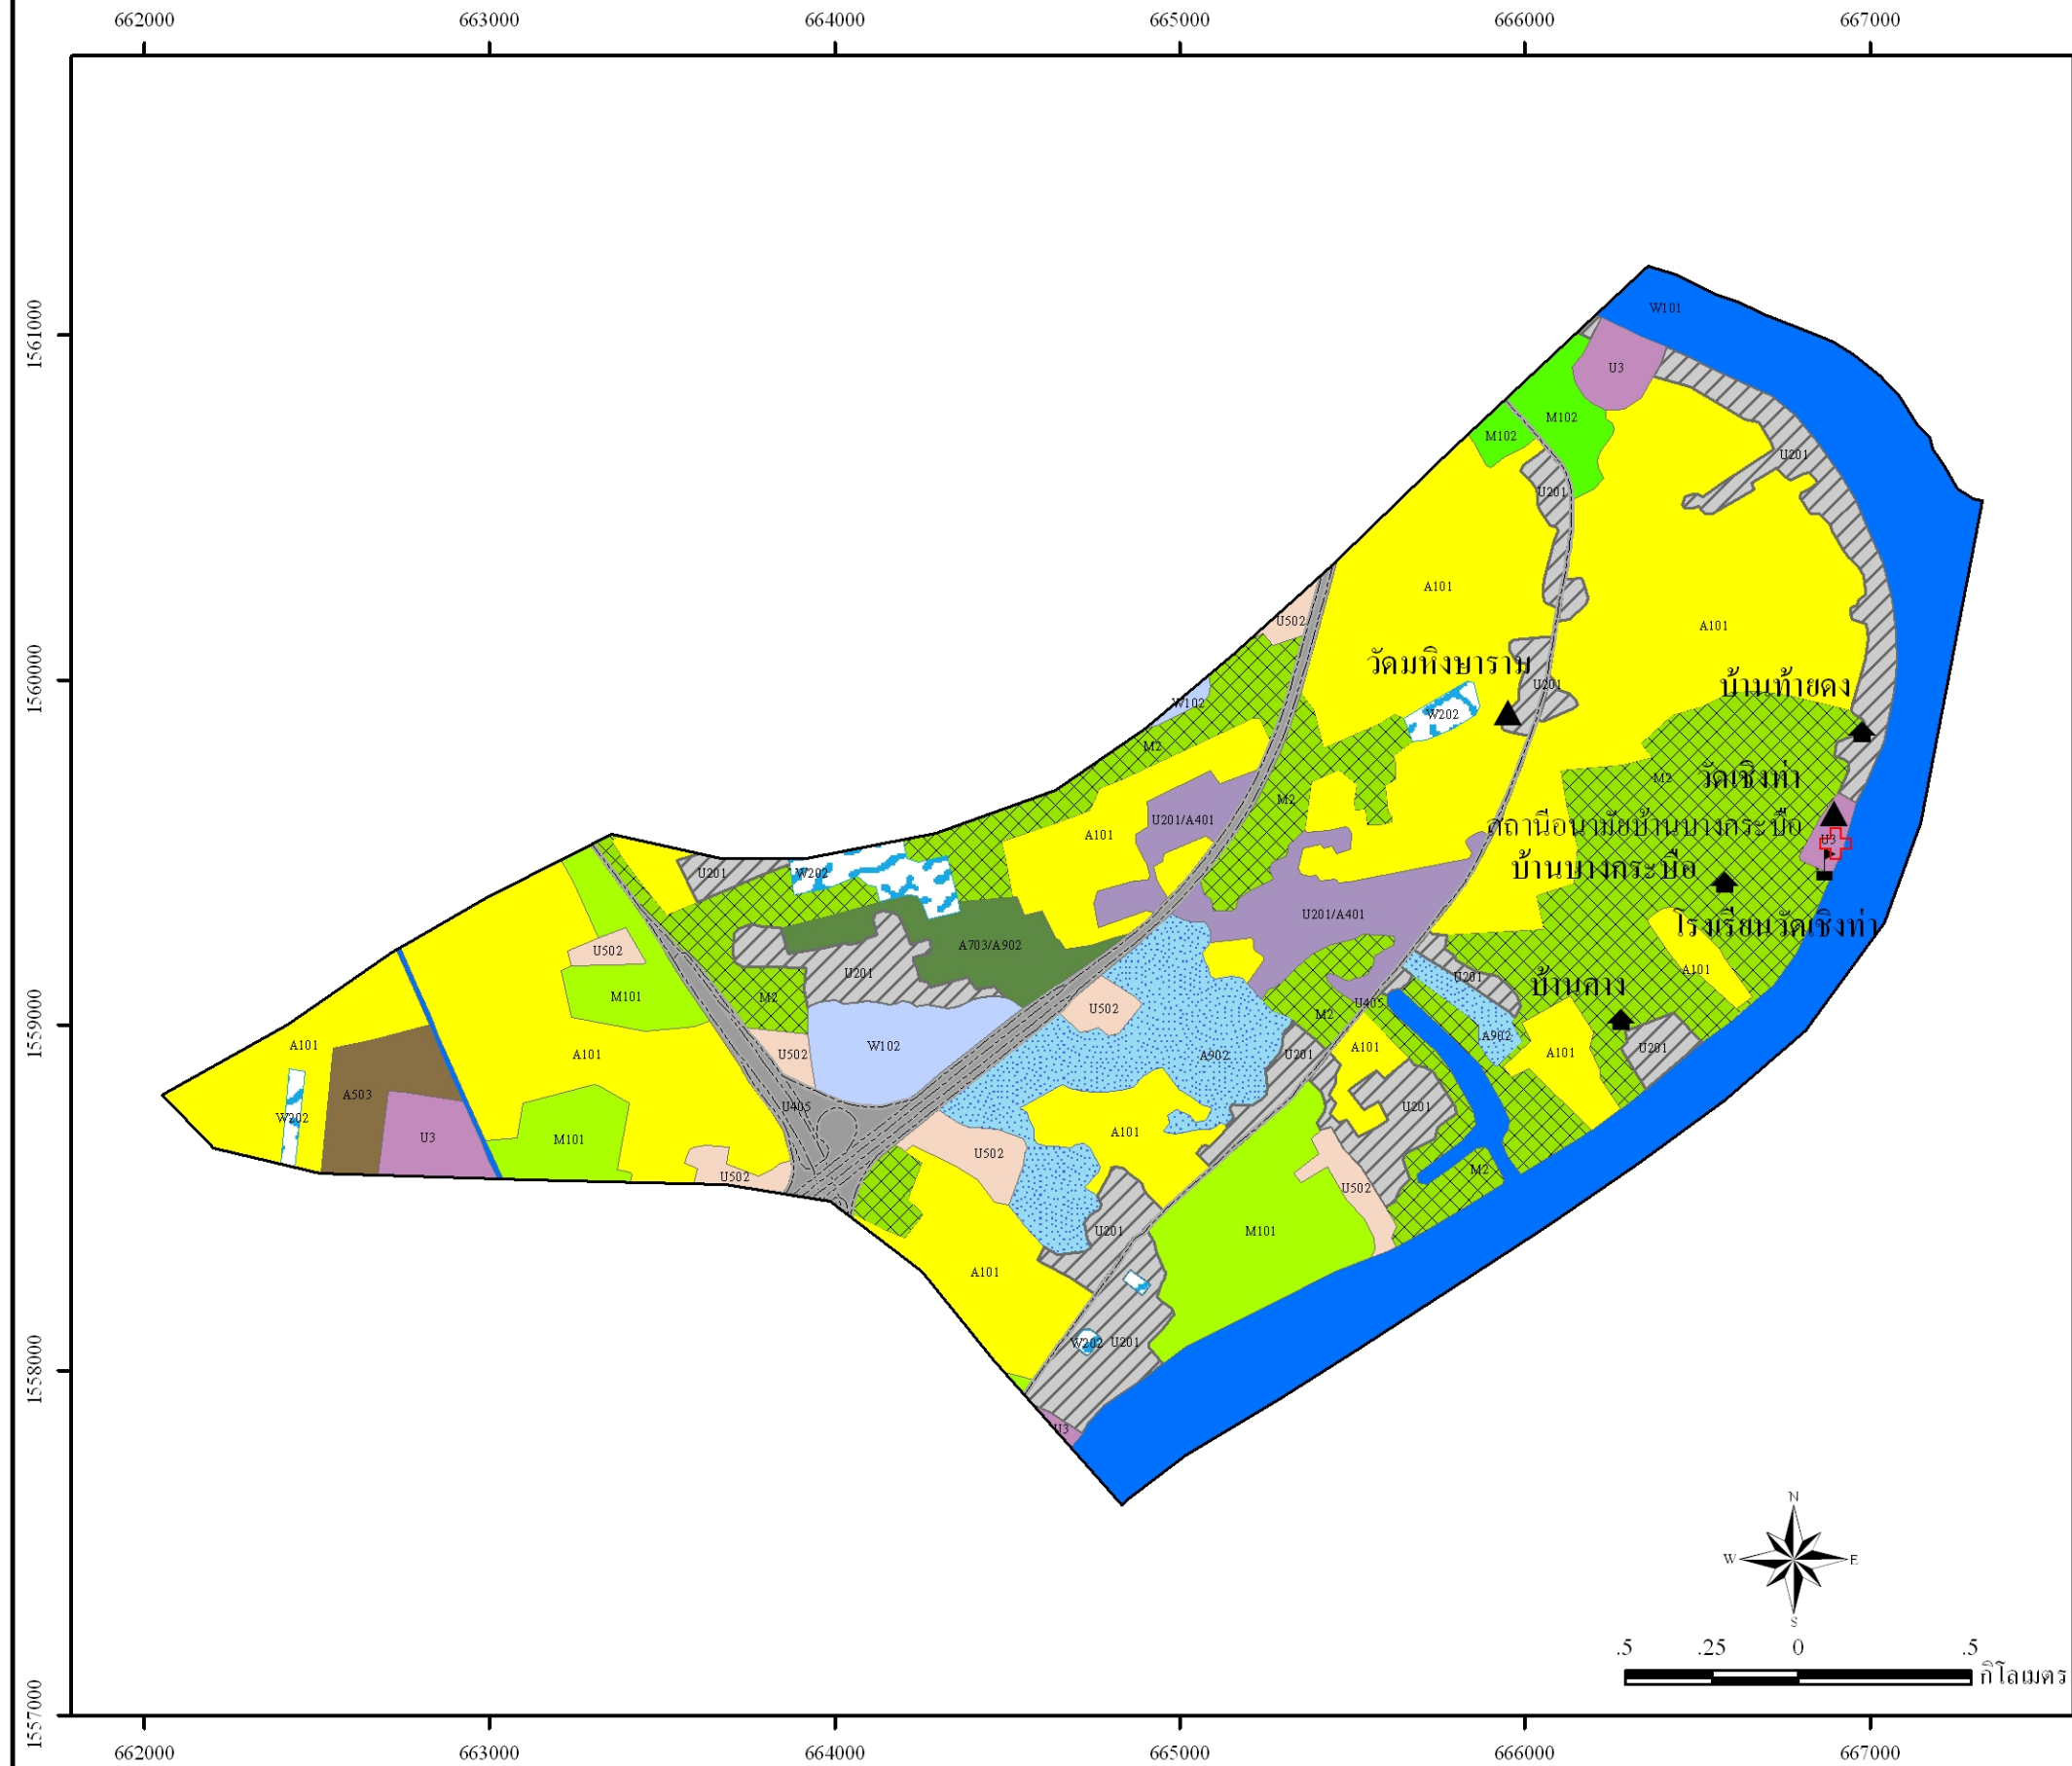 662000 663000 664000 665000 666000 667000
1561000
1560000
1559000
1558000
1557000
W101
U3
M102
M102
U201
U201
A101
A101
U502
วัดมหิงษาราม
บ้านท้ายดง
U201
W102
W202
M2
M2
วัดเชิงท่า
M2
U201/A401
A101
สถานีอนามัยบ้านบางกระบือ
U3
บ้านบางกระบือ
U201
W202
U201/A401
โรงเรียนวัดเชิงท่า
A703/A902
U502
U201
A101
U201
บ้านคาง
M101
M2
U405
U502
M2
A902
U201
A101
A101
U502
W102
A902
U201
A101
A101
A503
U405
U201
W202
U3
M101
A101
U502
M2
U502
U502
U201
M101
A101
W202
U201
U3
N
W E
S
.5 .25 0 .5
กิโลเมตร
662000 663000 664000 665000 666000 667000